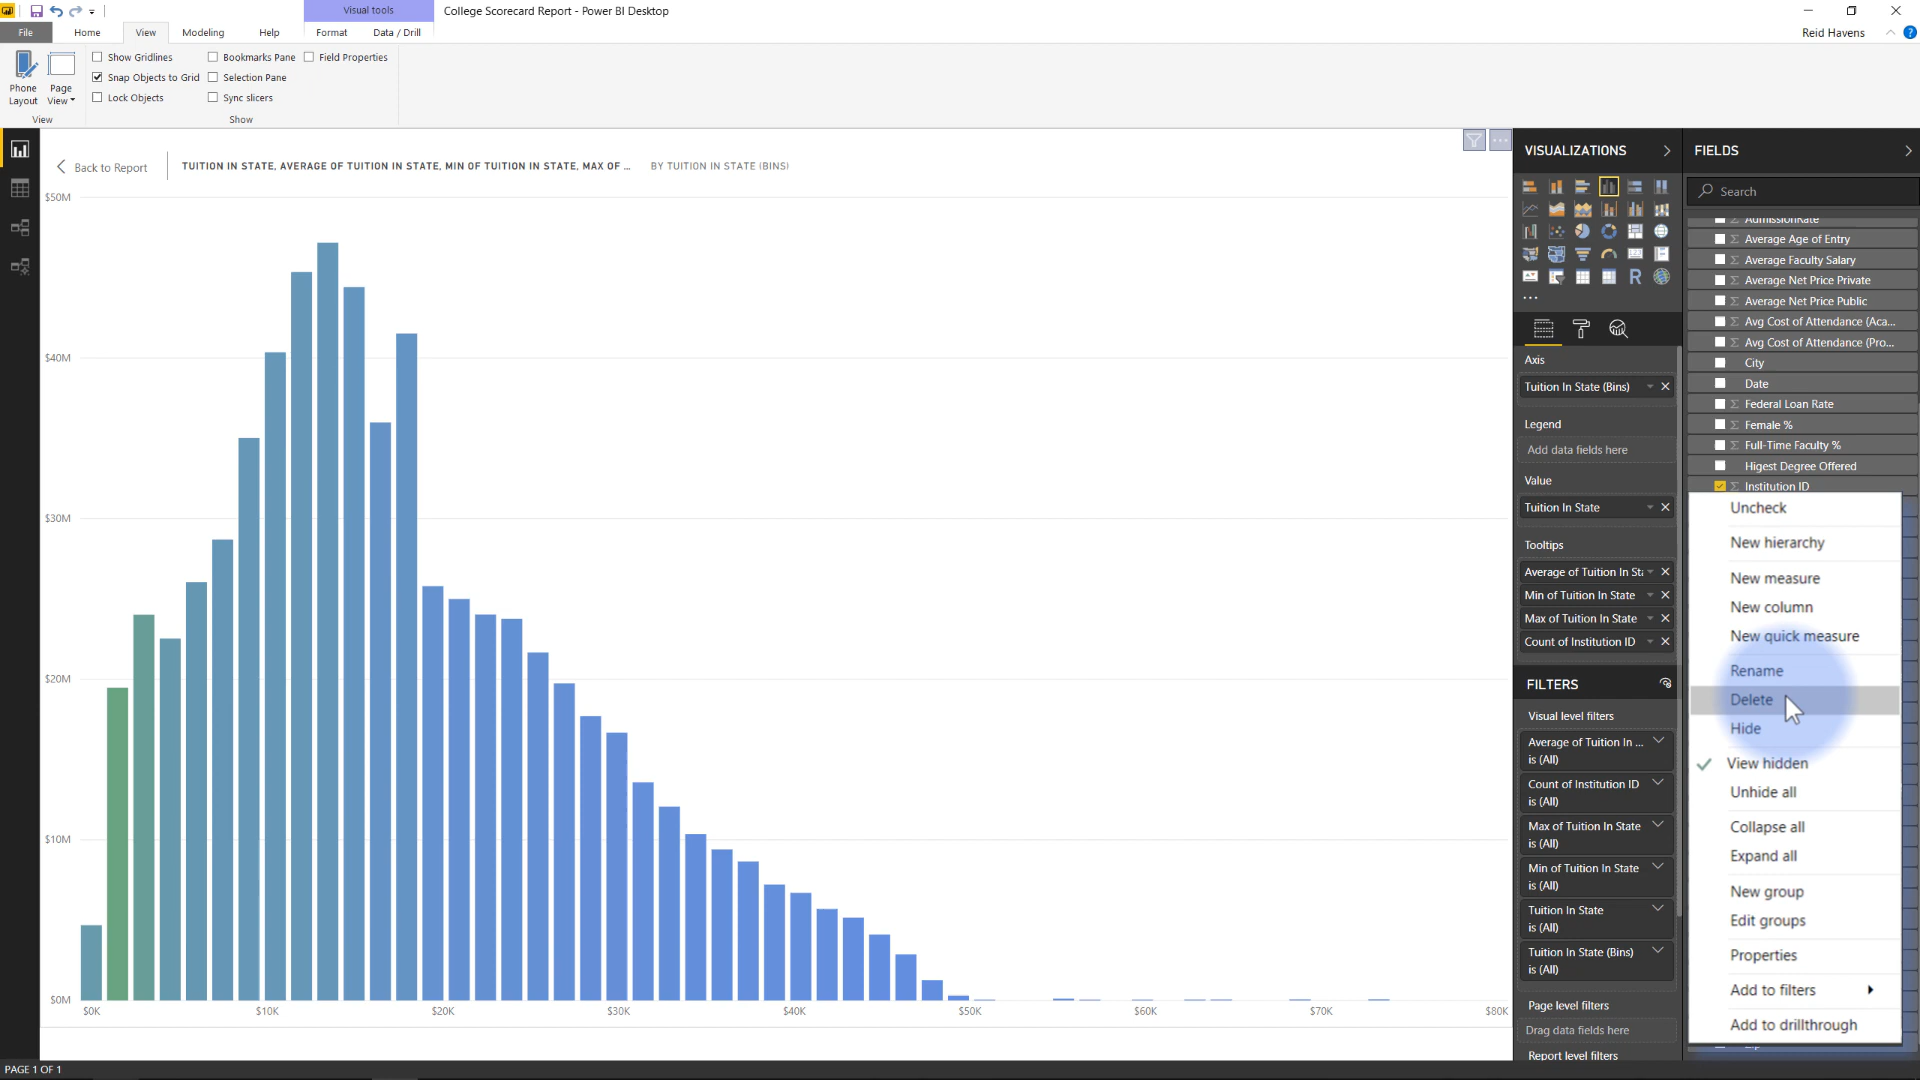 Visual tools
College Scorecard Report - Power BI Desktop
File
Home
View
Modeling
Help
Format
Data / Drill
Reid Havens
Phone Layout
Page View
Show Gridlines
Snap Objects to Grid
Lock Objects
Bookmarks Pane
Selection Pane
Sync slicers
Field Properties
View
Show
Back to Report
TUITION IN STATE, AVERAGE OF TUITION IN STATE, MIN OF TUITION IN STATE, MAX OF ...
BY TUITION IN STATE (BINS)
$50M
$40M
$30M
$20M
$10M
$0M
$0K
$10K
$20K
$30K
$40K
$50K
$60K
$70K
$80K
VISUALIZATIONS
R
Axis
Tuition In State (Bins)
Legend
Add data fields here
Value
Tuition In State
Tooltips
Average of Tuition In Sta
Min of Tuition In State
Max of Tuition In State
Count of Institution ID
FILTERS
Visual level filters
Average of Tuition In ...
is (All)
Count of Institution ID
is (All)
Max of Tuition In State
is (All)
Min of Tuition In State
is (All)
Tuition In State
is (All)
Tuition In State (Bins)
is (All)
Page level filters
Drag data fields here
Report level filters
FIELDS
Search
AdmissionRate
Average Age of Entry
Average Faculty Salary
Average Net Price Private
Average Net Price Public
Avg Cost of Attendance (Aca...
Avg Cost of Attendance (Pro...
City
Date
Federal Loan Rate
Female %
Full-Time Faculty %
Higest Degree Offered
Institution ID
Uncheck
New hierarchy
New measure
New column
New quick measure
Rename
Delete
Hide
View hidden
Unhide all
Collapse all
Expand all
New group
Edit groups
Properties
Add to filters
Add to drillthrough
PAGE 1 OF 1